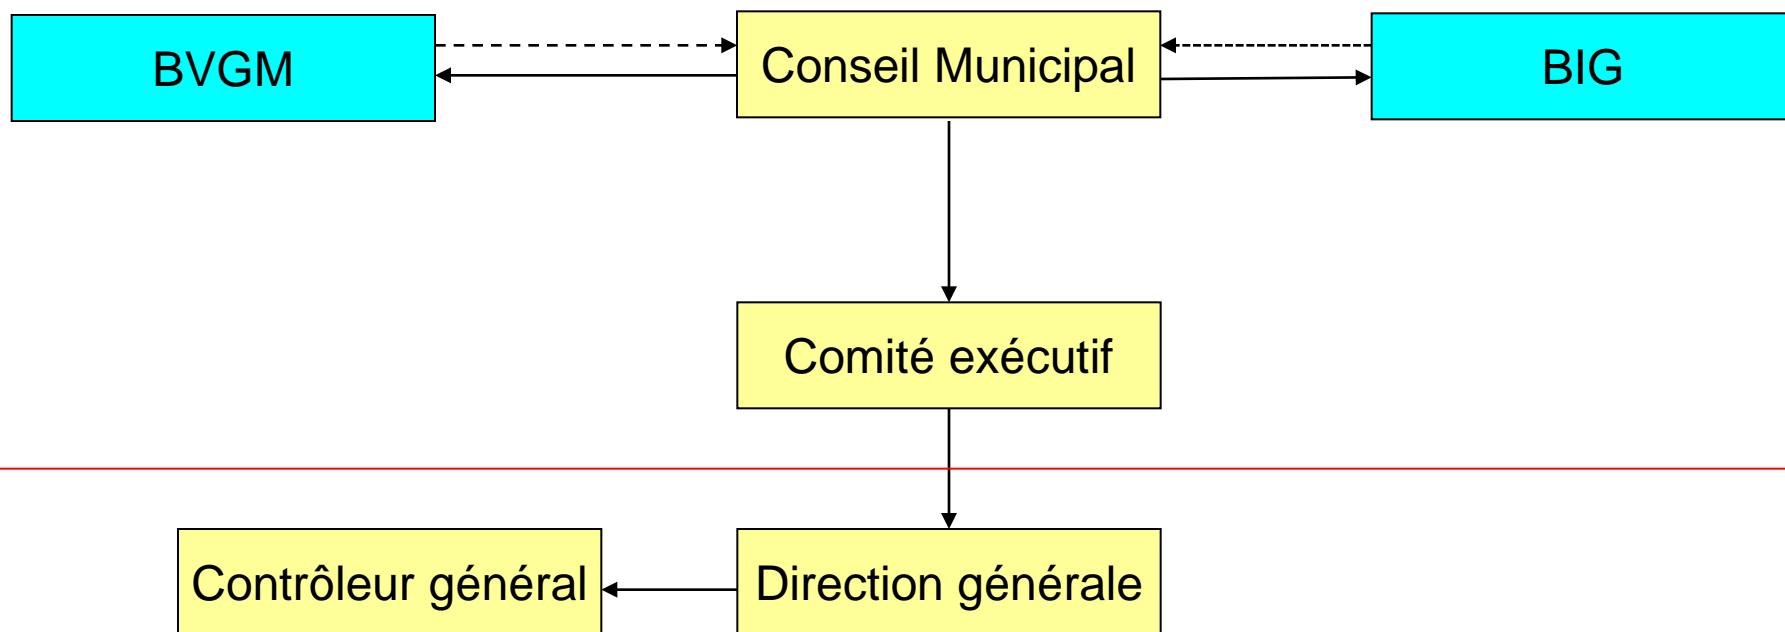 BVGM
Conseil Municipal
BIG
Comité exécutif
Contrôleur général
Direction générale